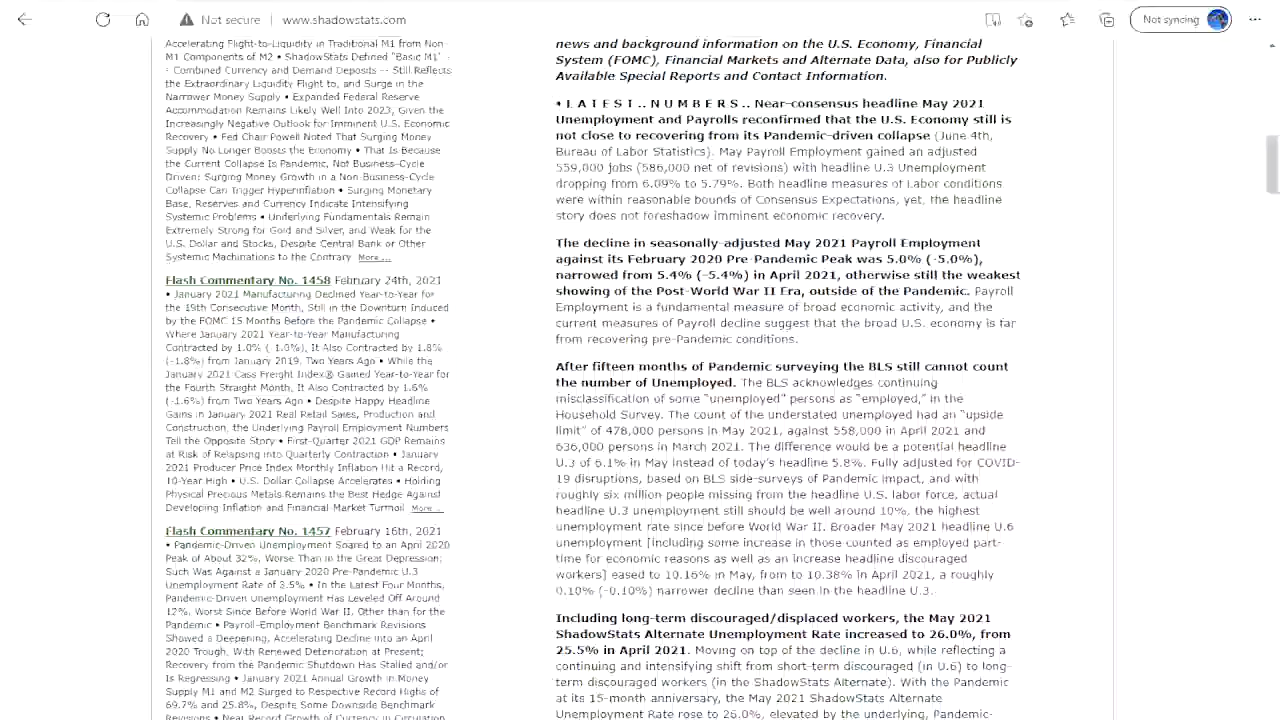 Not secure www.shadowstats.com Not syncing
Accelerating Flight-to-Liquidity in Traditional M1 from Non-
M1 Components of M2 • ShadowStats Defined "Basic M1" -
- Combined Currency and Demand Deposits -- Still Reflects
the Extraordinary Liquidity Flight to, and Surge in the
Narrower Money Supply • Expanded Federal Reserve
Accommodation Remains Likely Well Into 2023, Given the
Increasingly Negative Outlook for Imminent U.S. Economic
Recovery • Fed Chair Powell Noted That Surging Money
Supply No Longer Boosts the Economy • That Is Because
the Current Collapse Is Pandemic, Not Business-Cycle
Driven: Surging Money Growth in a Non-Business-Cycle
Collapse Can Trigger Hyperinflation • Surging Monetary
Base, Reserves and Currency Indicate Intensifying
Systemic Problems • Underlying Fundamentals Remain
Extremely Strong for Gold and Silver, and Weak for the
U.S. Dollar and Stocks, Despite Central Bank or Other
Systemic Machinations to the Contrary More ...
Flash Commentary No. 1458 February 24th, 2021
• January 2021 Manufacturing Declined Year-to-Year for
the 19th Consecutive Month, Still in the Downturn Induced
by the FOMC 15 Months Before the Pandemic Collapse •
Where January 2021 Year-to-Year Manufacturing
Contracted by 1.0% (-1.0%), It Also Contracted by 1.8%
(-1.8%) from January 2019, Two Years Ago • While the
January 2021 Cass Freight Index® Gained Year-to-Year for
the Fourth Straight Month, It Also Contracted by 1.6%
(-1.6%) from Two Years Ago • Despite Happy Headline
Gains in January 2021 Real Retail Sales, Production and
Construction, the Underlying Payroll Employment Numbers
Tell the Opposite Story • First-Quarter 2021 GDP Remains
at Risk of Relapsing into Quarterly Contraction • January
2021 Producer Price Index Monthly Inflation Hit a Record,
10-Year High • U.S. Dollar Collapse Accelerates • Holding
Physical Precious Metals Remains the Best Hedge Against
Developing Inflation and Financial Market Turmoil More ...
Flash Commentary No. 1457 February 16th, 2021
• Pandemic-Driven Unemployment Soared to an April 2020
Peak of About 32%, Worse Than in the Great Depression;
Such Was Against a January 2020 Pre-Pandemic U.3
Unemployment Rate of 3.5% • In the Latest Four Months,
Pandemic-Driven Unemployment Has Leveled Off Around
12%, Worst Since Before World War II, Other than for the
Pandemic • Payroll-Employment Benchmark Revisions
Showed a Deepening, Accelerating Decline into an April
2020 Trough, With Renewed Deterioration at Present;
Recovery from the Pandemic Shutdown Has Stalled and/or
Is Regressing • January 2021 Annual Growth in Money
Supply M1 and M2 Surged to Respective Record Highs of
69.7% and 25.8%, Despite Some Downside Benchmark
Revisions • Near Record Growth of Currency in Circulation
news and background information on the U.S. Economy, Financial
System (FOMC), Financial Markets and Alternate Data, also for Publicly
Available Special Reports and Contact Information.
• L A T E S T .. N U M B E R S .. Near-consensus headline May 2021
Unemployment and Payrolls reconfirmed that the U.S. Economy still is
not close to recovering from its Pandemic-driven collapse (June 4th,
Bureau of Labor Statistics). May Payroll Employment gained an adjusted
559,000 jobs (586,000 net of revisions) with headline U.3 Unemployment
dropping from 6.09% to 5.79%. Both headline measures of Labor conditions
were within reasonable bounds of Consensus Expectations, yet, the headline
story does not foreshadow imminent economic recovery.
The decline in seasonally-adjusted May 2021 Payroll Employment
against its February 2020 Pre-Pandemic Peak was 5.0% (-5.0%),
narrowed from 5.4% (-5.4%) in April 2021, otherwise still the weakest
showing of the Post-World War II Era, outside of the Pandemic. Payroll
Employment is a fundamental measure of broad economic activity, and the
current measures of Payroll decline suggest that the broad U.S. economy is far
from recovering pre-Pandemic conditions.
After fifteen months of Pandemic surveying the BLS still cannot count
the number of Unemployed. The BLS acknowledges continuing
misclassification of some "unemployed" persons as "employed," in the
Household Survey. The count of the understated unemployed had an "upside
limit" of 478,000 persons in May 2021, against 558,000 in April 2021 and
636,000 persons in March 2021. The difference would be a potential headline
U.3 of 6.1% in May instead of today's headline 5.8%. Fully adjusted for COVID-
19 disruptions, based on BLS side-surveys of Pandemic impact, and with
roughly six million people missing from the headline U.S. labor force, actual
headline U.3 unemployment still should be well around 10%, the highest
unemployment rate since before World War II. Broader May 2021 headline U.6
unemployment [including some increase in those counted as employed part-
time for economic reasons as well as an increase headline discouraged
workers] eased to 10.16% in May, from to 10.38% in April 2021, a roughly
0.10% (-0.10%) narrower decline than seen in the headline U.3.
Including long-term discouraged/displaced workers, the May 2021
ShadowStats Alternate Unemployment Rate increased to 26.0%, from
25.5% in April 2021. Moving on top of the decline in U.6, while reflecting a
continuing and intensifying shift from short-term discouraged (in U.6) to long-
term discouraged workers (in the ShadowStats Alternate). With the Pandemic
at its 15-month anniversary, the May 2021 ShadowStats Alternate
Unemployment Rate rose to 26.0%, elevated by the underlying, Pandemic-